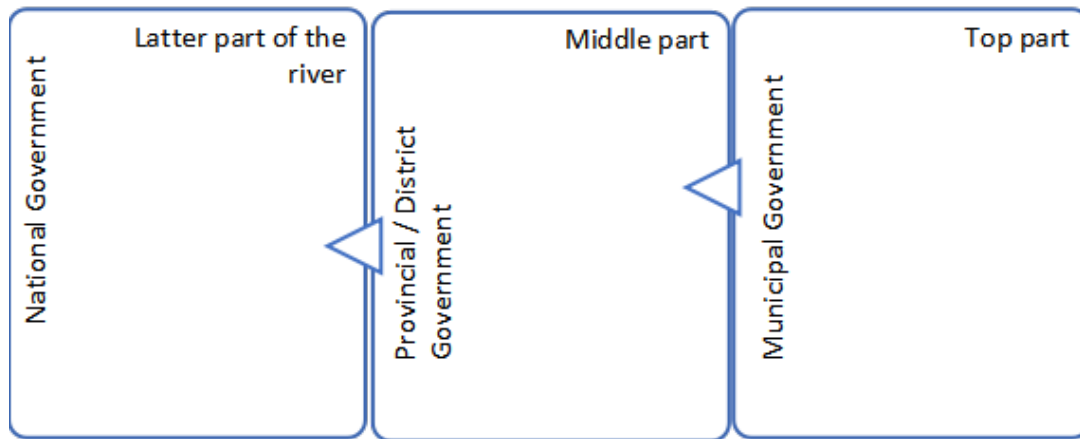 Latter part of the
river
National Government
Middle part
Provincial / District
Government
Top part
Municipal Government